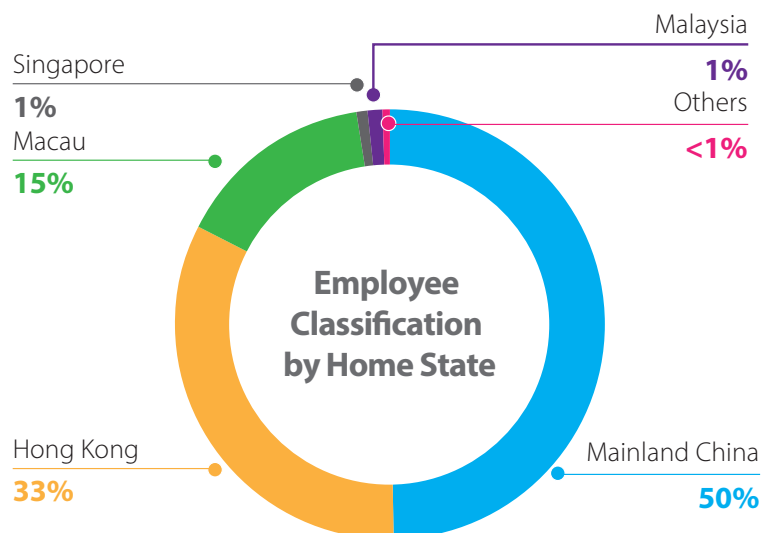 Malaysia
1%
Singapore
1%
Others
<1%
Macau
15%
Employee
Classification
by Home State
Hong Kong
33%
Mainland China
50%